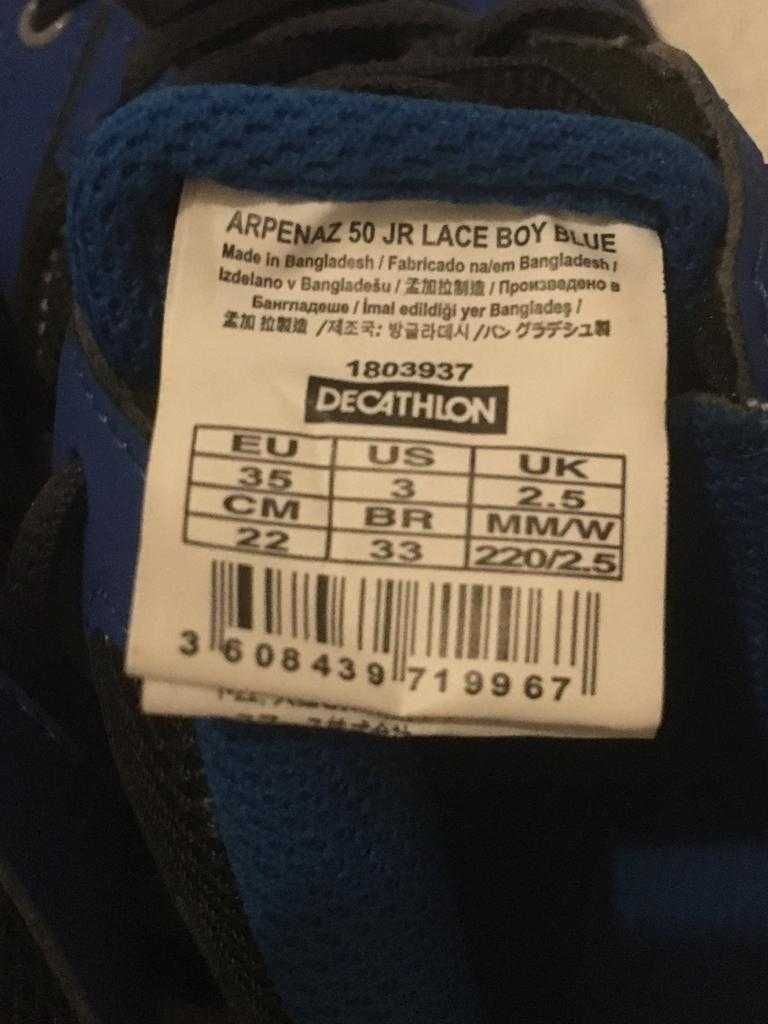 ARPENAZ 50 JR LACE BOY BLUE
Made in Bangladesh / Fabricado na/em Bangladesh /
Izdelano v Bangladešu / 孟加拉制造 / Произведено в
Бангладеше / İmal edildiği yer Bangladeş /
孟加拉製造 /제조국: 방글라데시 /バングラデシュ製
1803937
DECATHLON
EU US UK
35 3 2.5
CM BR MM/W
22 33 220/2.5
3 608439 719967